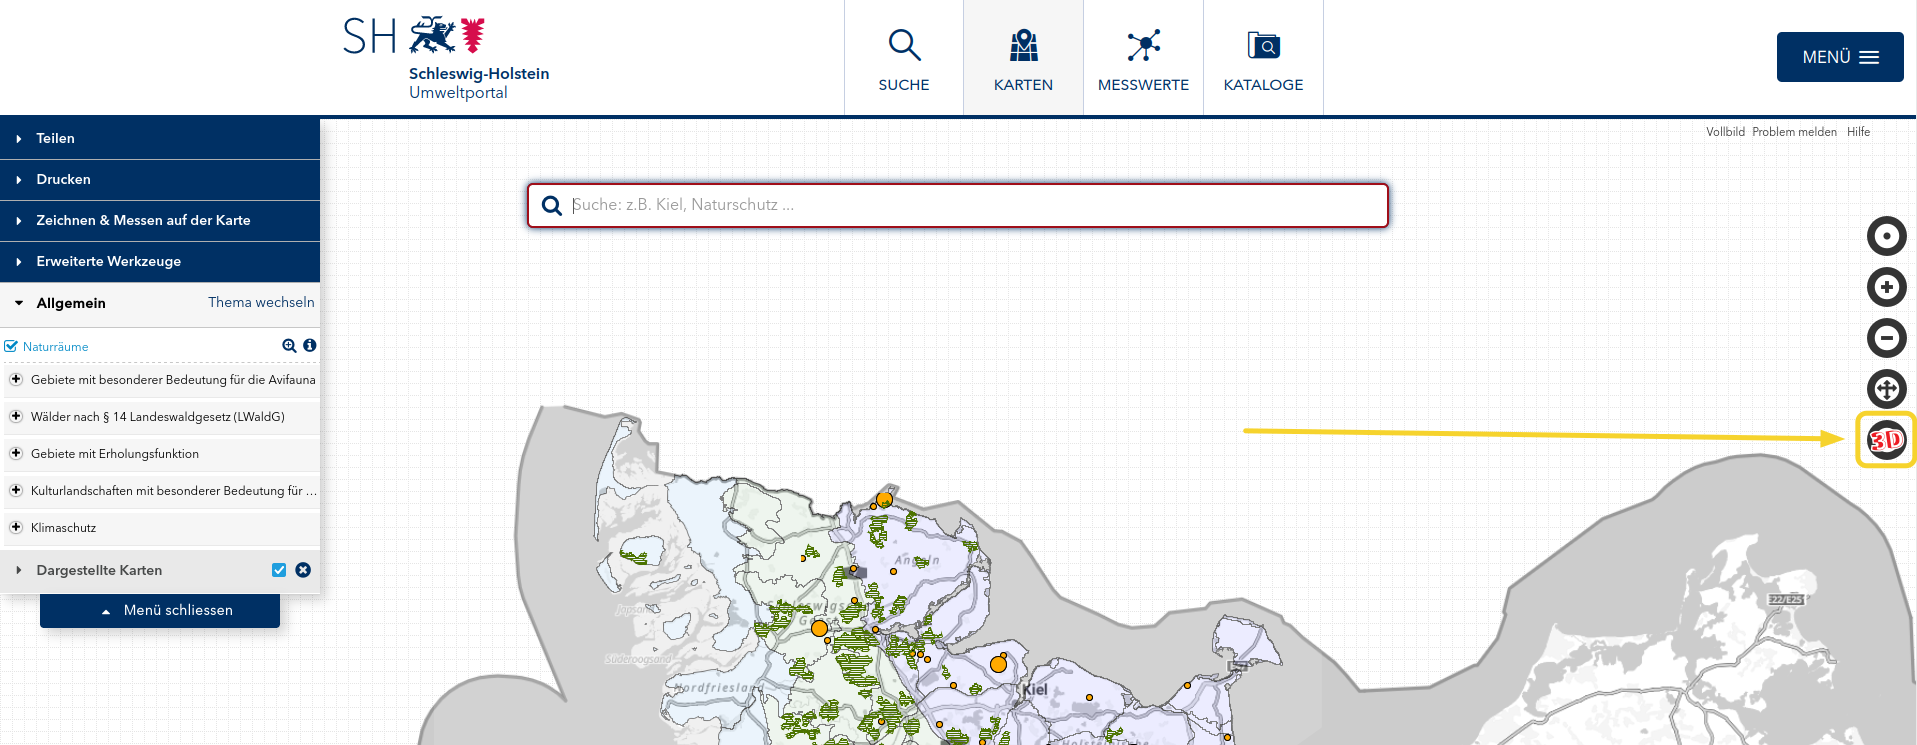 SH
Schleswig-Holstein
Umweltportal
SUCHE
KARTEN
MESSWERTE
KATALOGE
MENÜ
Vollbild Problem melden Hilfe
Teilen
Drucken
Zeichnen & Messen auf der Karte
Erweiterte Werkzeuge
Allgemein Thema wechseln
Naturräume
Gebiete mit besonderer Bedeutung für die Avifauna
Wälder nach § 14 Landeswaldgesetz (LWaldG)
Gebiete mit Erholungsfunktion
Kulturlandschaften mit besonderer Bedeutung für ...
Klimaschutz
Dargestellte Karten
Menü schliessen
Suche: z.B. Kiel, Naturschutz ...
3D
Angeln
E22/E251
Süderoogsand
Nordfriesland
Kiel